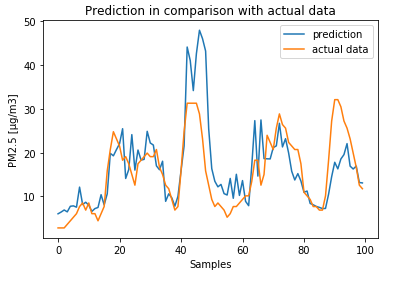 Prediction in comparison with actual data
prediction
actual data
PM2.5 [µg/m3]
50
40
30
20
10
0
20
40
60
80
100
Samples